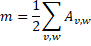 m = \frac{1}{2} \sum_{v,w} A_{v,w}